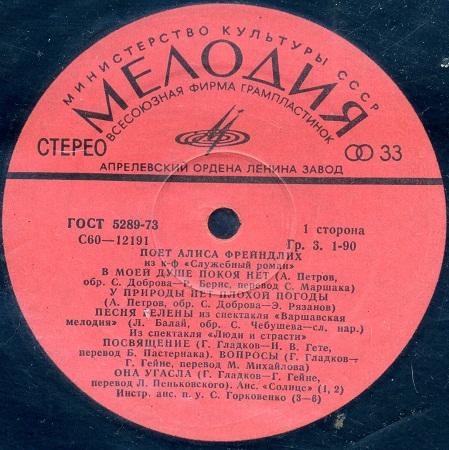 МИНИСТЕРСТВО КУЛЬТУРЫ СССР
МЕЛОДИЯ
ВСЕСОЮЗНАЯ ФИРМА ГРАМПЛАСТИНОК
СТЕРЕО
33
АПРЕЛЕВСКИЙ ОРДЕНА ЛЕНИНА ЗАВОД
ГОСТ 5289-73
С60—12191
1 сторона
Гр. 3. 1-90
ПОЕТ АЛИСА ФРЕЙНДЛИХ
из к-ф «Служебный роман»
В МОЕЙ ДУШЕ ПОКОЯ НЕТ (А. Петров,
обр. С. Доброва—Р. Бернс, перевод С. Маршака)
У ПРИРОДЫ НЕТ ПЛОХОЙ ПОГОДЫ
(А. Петров, обр. С. Доброва—Э. Рязанов)
ПЕСНЯ ГЕЛЕНЫ из спектакля «Варшавская
мелодия» (Л. Балай, обр. С. Чебушева—сл. нар.)
Из спектакля «Люди и страсти»
ПОСВЯЩЕНИЕ (Г. Гладков—И. В. Гете,
перевод Б. Пастернака). ВОПРОСЫ (Г. Гладков—
Г. Гейне, перевод М. Михайлова)
ОНА УГАСЛА (Г. Гладков—Г. Гейне,
перевод Л. Пеньковского). Анс. «Солнце» (1, 2)
Инстр. анс. п. у. С. Горковенко (3—6)